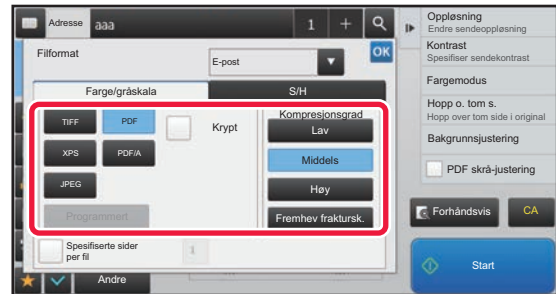 Adresse
aaa
1
Filformat
E-post
OK
Farge/gråskala
S/H
TIFF
PDF
Krypt
XPS
PDF/A
JPEG
Programmert
Kompresjonsgrad
Lav
Middels
Høy
Fremhev fraktursk.
Spesifiserte sider
per fil
1
Andre
Oppløsning
Endre sendeoppløsning
Kontrast
Spesifiser sendekontrast
Fargemodus
Hopp o. tom s.
Hopp over tom side i original
Bakgrunnsjustering
PDF skrå-justering
Forhåndsvis
CA
Start